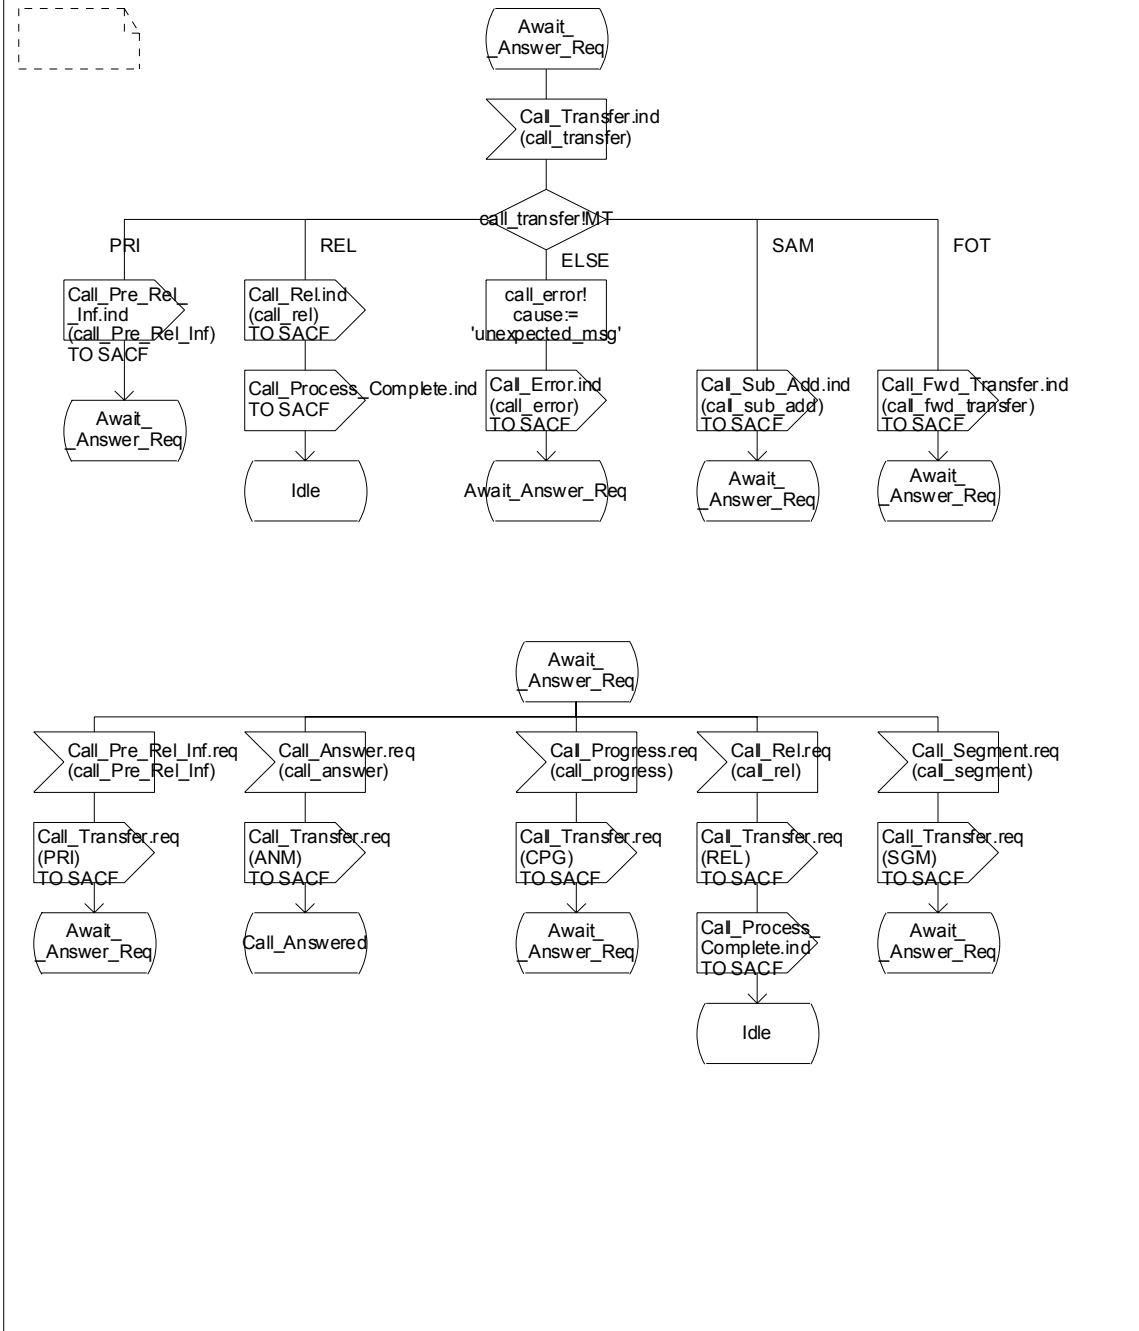 Await_
_Answer_Req
Call_Transfer.ind
(call_transfer)
call_transfer!MT
PRI
REL
ELSE
SAM
FOT
Call_Pre_Rel_
_Inf.ind
(call_Pre_Rel_Inf)
TO SACF
Call_Rel.ind
(call_rel)
TO SACF
call_error!
cause:=
'unexpected_msg'
Call_Process_Complete.ind
TO SACF
Call_Error.ind
(call_error)
TO SACF
Call_Sub_Add.ind
(call_sub_add)
TO SACF
Call_Fwd_Transfer.ind
(call_fwd_transfer)
TO SACF
Await_
_Answer_Req
Idle
Await_Answer_Req
Await_
_Answer_Req
Await_
_Answer_Req
Await_
_Answer_Req
Call_Pre_Rel_Inf.req
(call_Pre_Rel_Inf)
Call_Answer.req
(call_answer)
Call_Progress.req
(call_progress)
Call_Rel.req
(call_rel)
Call_Segment.req
(call_segment)
Call_Transfer.req
(PRI)
TO SACF
Call_Transfer.req
(ANM)
TO SACF
Call_Transfer.req
(CPG)
TO SACF
Call_Transfer.req
(REL)
TO SACF
Call_Transfer.req
(SGM)
TO SACF
Await_
_Answer_Req
Call_Answered
Await_
_Answer_Req
Call_Process_
Complete.ind
TO SACF
Await_
_Answer_Req
Idle